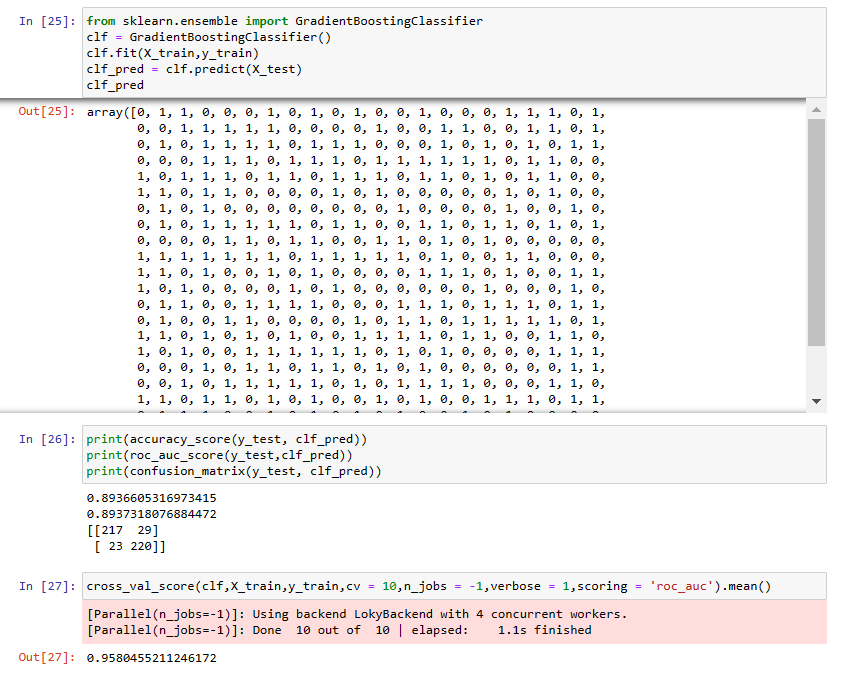 In [25]: from sklearn.ensemble import GradientBoostingClassifier
clf = GradientBoostingClassifier()
clf.fit(X_train,y_train)
clf_pred = clf.predict(X_test)
clf_pred
Out[25]: array([0, 1, 1, 0, 0, 0, 1, 0, 1, 0, 1, 0, 0, 1, 0, 0, 0, 1, 1, 1, 0, 1,
0, 0, 1, 1, 1, 1, 1, 0, 0, 0, 0, 1, 0, 0, 1, 1, 0, 0, 1, 1, 0, 1,
0, 1, 0, 1, 1, 1, 0, 1, 1, 1, 0, 0, 0, 1, 0, 1, 0, 1, 0, 1, 1,
0, 0, 0, 1, 1, 1, 0, 1, 1, 1, 0, 1, 1, 1, 1, 1, 1, 0, 1, 1, 0, 0,
1, 0, 1, 1, 1, 0, 1, 1, 0, 1, 1, 1, 0, 1, 1, 0, 1, 0, 1, 1, 0, 0,
1, 1, 0, 1, 1, 0, 0, 0, 0, 1, 0, 1, 0, 0, 0, 0, 0, 1, 0, 1, 0, 0,
0, 1, 0, 1, 0, 0, 0, 0, 0, 0, 0, 0, 1, 0, 0, 0, 0, 1, 0, 0, 1, 0,
0, 1, 0, 1, 1, 1, 1, 1, 0, 1, 1, 0, 0, 1, 1, 0, 1, 1, 0, 1, 0, 1,
0, 0, 0, 0, 1, 1, 0, 1, 1, 0, 0, 1, 1, 0, 1, 0, 1, 0, 0, 0, 0, 0,
1, 1, 1, 1, 1, 1, 1, 0, 1, 1, 1, 1, 1, 0, 1, 0, 0, 1, 1, 0, 0, 0,
1, 1, 0, 1, 0, 0, 1, 0, 1, 0, 0, 0, 0, 1, 1, 1, 0, 1, 0, 0, 1, 1,
1, 0, 1, 0, 0, 0, 0, 1, 0, 1, 0, 0, 0, 0, 0, 0, 1, 0, 0, 0, 1, 0,
0, 1, 1, 0, 0, 1, 1, 1, 1, 0, 0, 0, 1, 1, 1, 0, 1, 1, 1, 0, 1, 1,
0, 1, 0, 0, 1, 1, 0, 0, 0, 0, 1, 0, 1, 1, 0, 1, 1, 1, 1, 1, 0, 1,
1, 1, 0, 1, 0, 1, 0, 1, 0, 0, 1, 1, 1, 1, 0, 1, 1, 0, 0, 1, 1, 0,
1, 0, 1, 0, 0, 1, 1, 1, 1, 1, 1, 0, 1, 0, 1, 0, 0, 0, 0, 1, 1, 1,
0, 0, 0, 1, 0, 1, 1, 0, 1, 1, 0, 1, 0, 1, 0, 0, 0, 0, 0, 0, 1, 1,
0, 0, 1, 0, 1, 1, 1, 1, 1, 0, 1, 0, 1, 1, 1, 1, 0, 0, 0, 1, 1, 0,
1, 1, 0, 1, 1, 0, 1, 0, 1, 0, 0, 1, 0, 1, 0, 0, 1, 1, 1, 0, 1, 1,
In [26]: print(accuracy_score(y_test, clf_pred))
print(roc_auc_score(y_test,clf_pred))
print(confusion_matrix(y_test, clf_pred))
0.8936605316973415
0.8937318076884472
[[217 29]
[ 23 220]]
In [27]: cross_val_score(clf,X_train,y_train,cv = 10,n_jobs = -1,verbose = 1,scoring = 'roc_auc').mean()
[Parallel(n_jobs=-1)]: Using backend LokyBackend with 4 concurrent workers.
[Parallel(n_jobs=-1)]: Done 10 out of 10 | elapsed: 1.1s finished
Out[27]: 0.9580455211246172